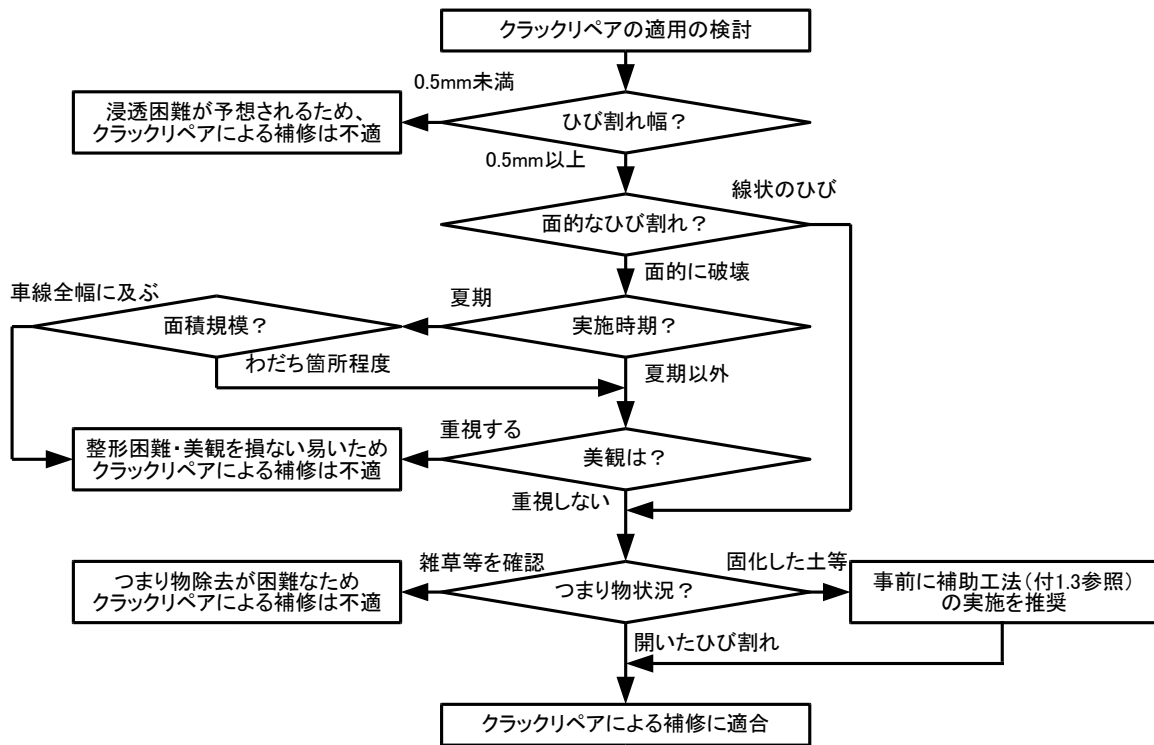 クラックリペアの適用の検討
0.5mm未満
浸透困難が予想されるため、
クラックリペアによる補修は不適
ひび割れ幅？
0.5mm以上
線状のひび
面的なひび割れ？
面的に破壊
車線全幅に及ぶ
夏期
面積規模？
実施時期？
わだち箇所程度
夏期以外
重視する
整形困難・美観を損ない易いため
クラックリペアによる補修は不適
美観は？
重視しない
雑草等を確認
固化した土等
つまり物除去が困難なため
クラックリペアによる補修は不適
つまり物状況？
事前に補助工法（付1.3参照）
の実施を推奨
開いたひび割れ
クラックリペアによる補修に適合